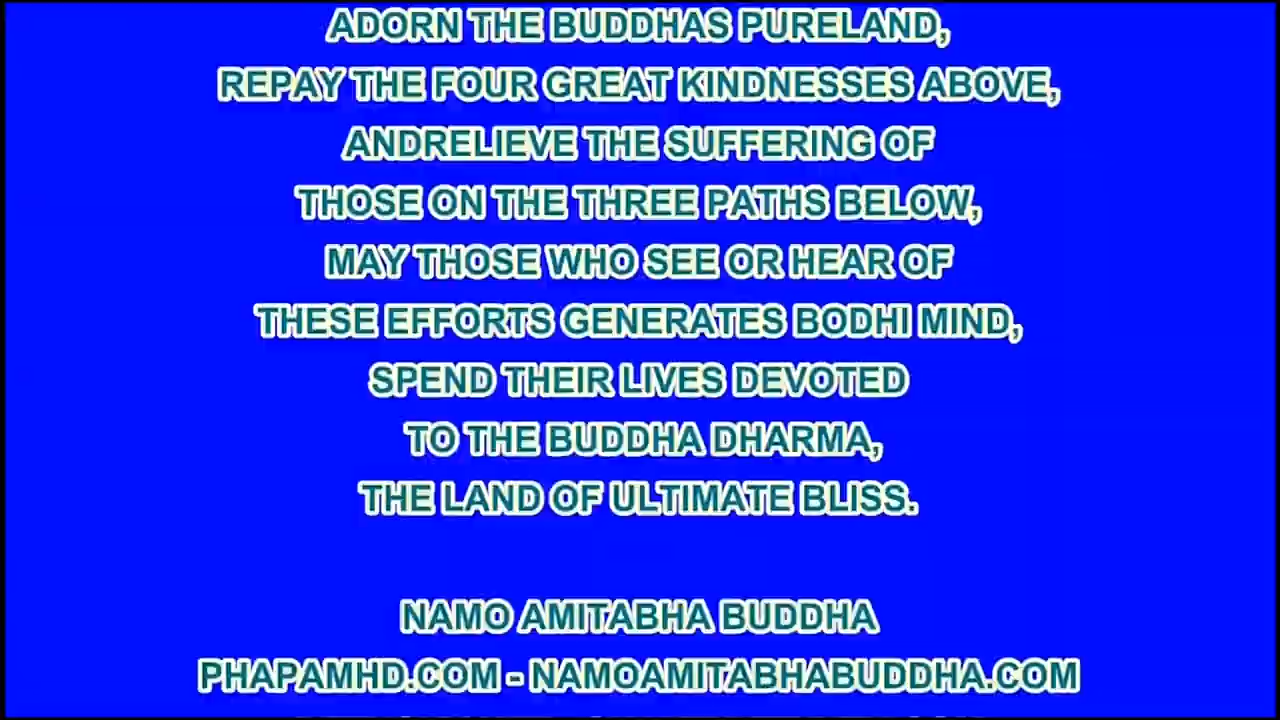 ADORN THE BUDDHAS PURELAND,
REPAY THE FOUR GREAT KINDNESSES ABOVE,
ANDRELIEVE THE SUFFERING OF
THOSE ON THE THREE PATHS BELOW,
MAY THOSE WHO SEE OR HEAR OF
THESE EFFORTS GENERATES BODHI MIND,
SPEND THEIR LIVES DEVOTED
TO THE BUDDHA DHARMA,
THE LAND OF ULTIMATE BLISS.
NAMO AMITABHA BUDDHA
PHAPAMHD.COM - NAMOAMITABHABUDDHA.COM